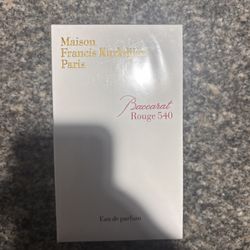 Maison
Francis Kurkdjian
Paris
Baccarat
Rouge 540
Eau de parfum